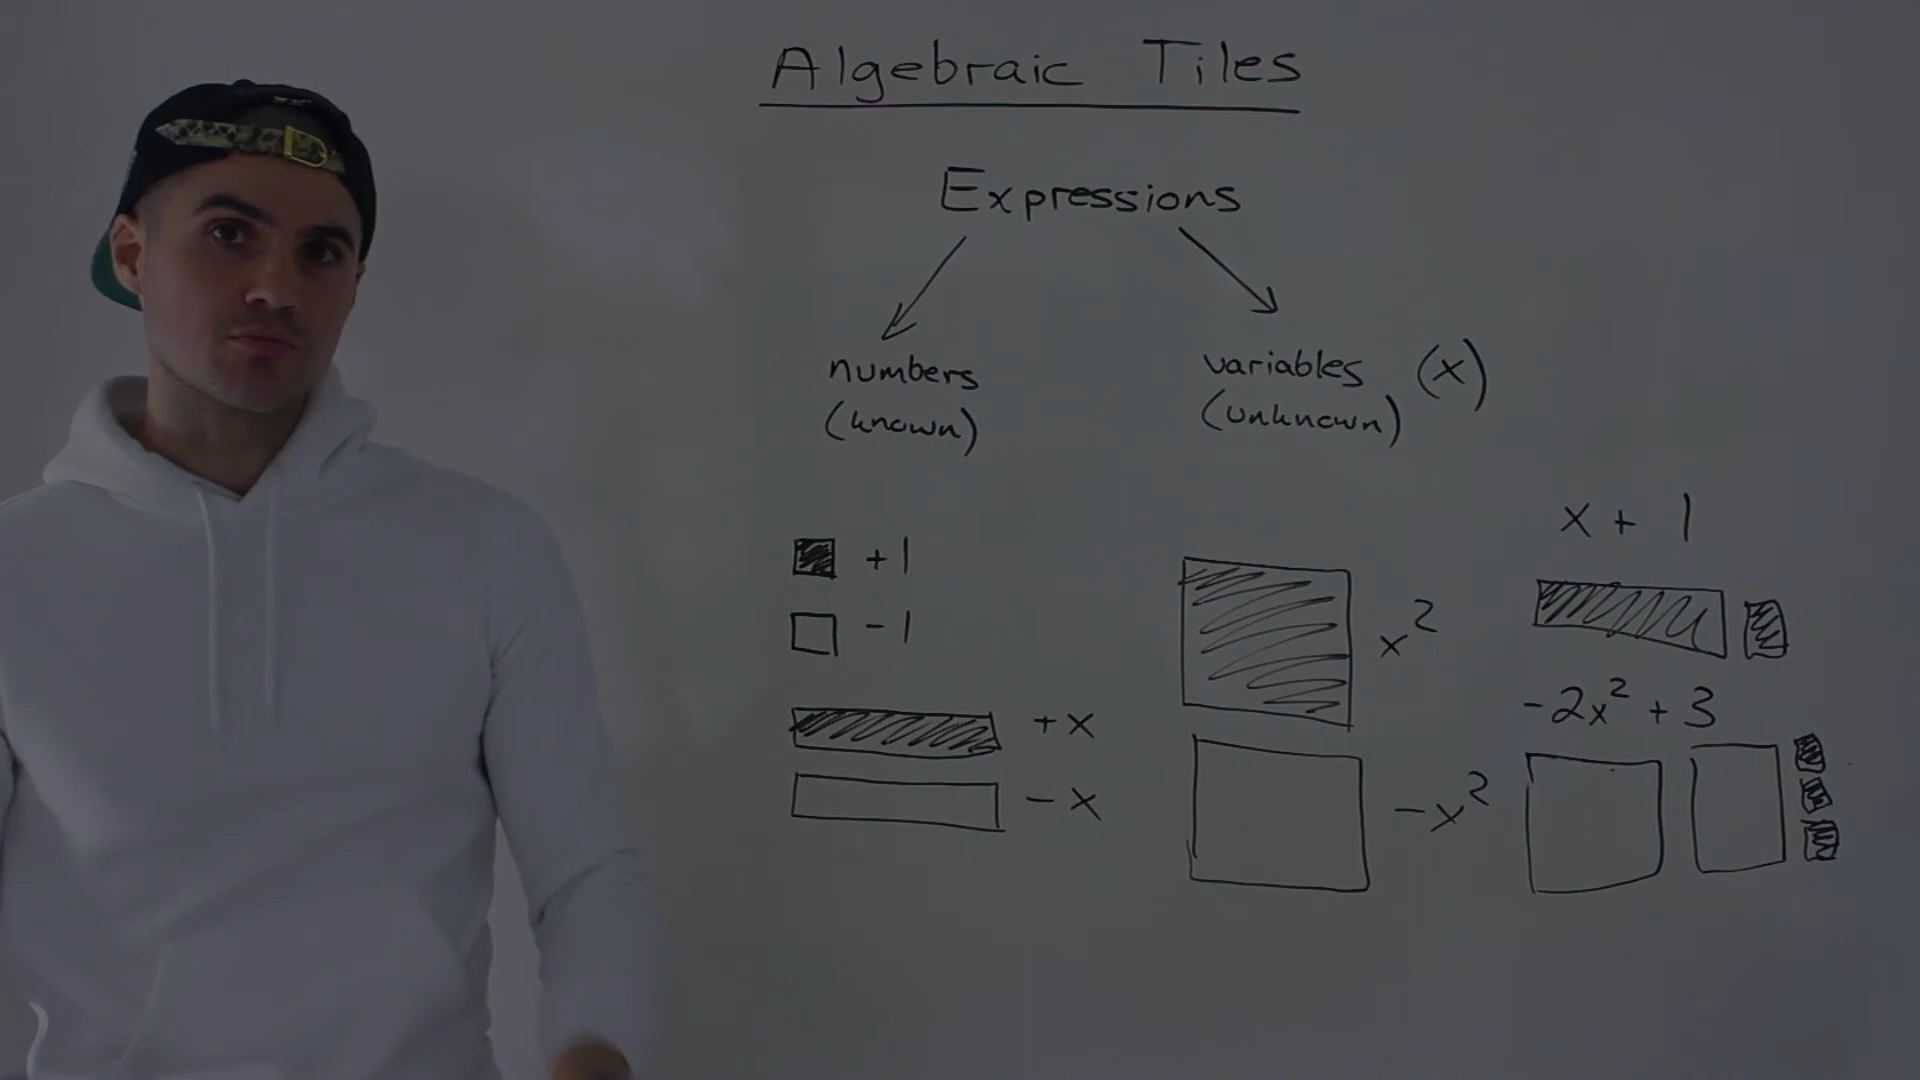 Algebraic Tiles
Expressions
numbers
(known)
variables (x)
(unknown)
+1
-1
+x
-x
x²
-x²
x + 1
-2x² + 3